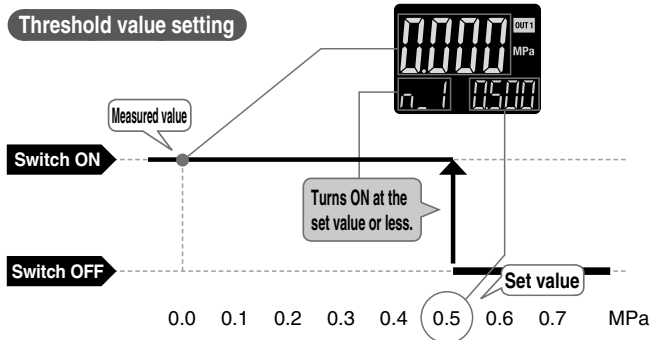 Threshold value setting
0.000
OUT1
MPa
n_1
0.500
Measured value
Switch ON
Turns ON at the
set value or less.
Switch OFF
Set value
0.0 0.1 0.2 0.3 0.4 0.5 0.6 0.7 MPa